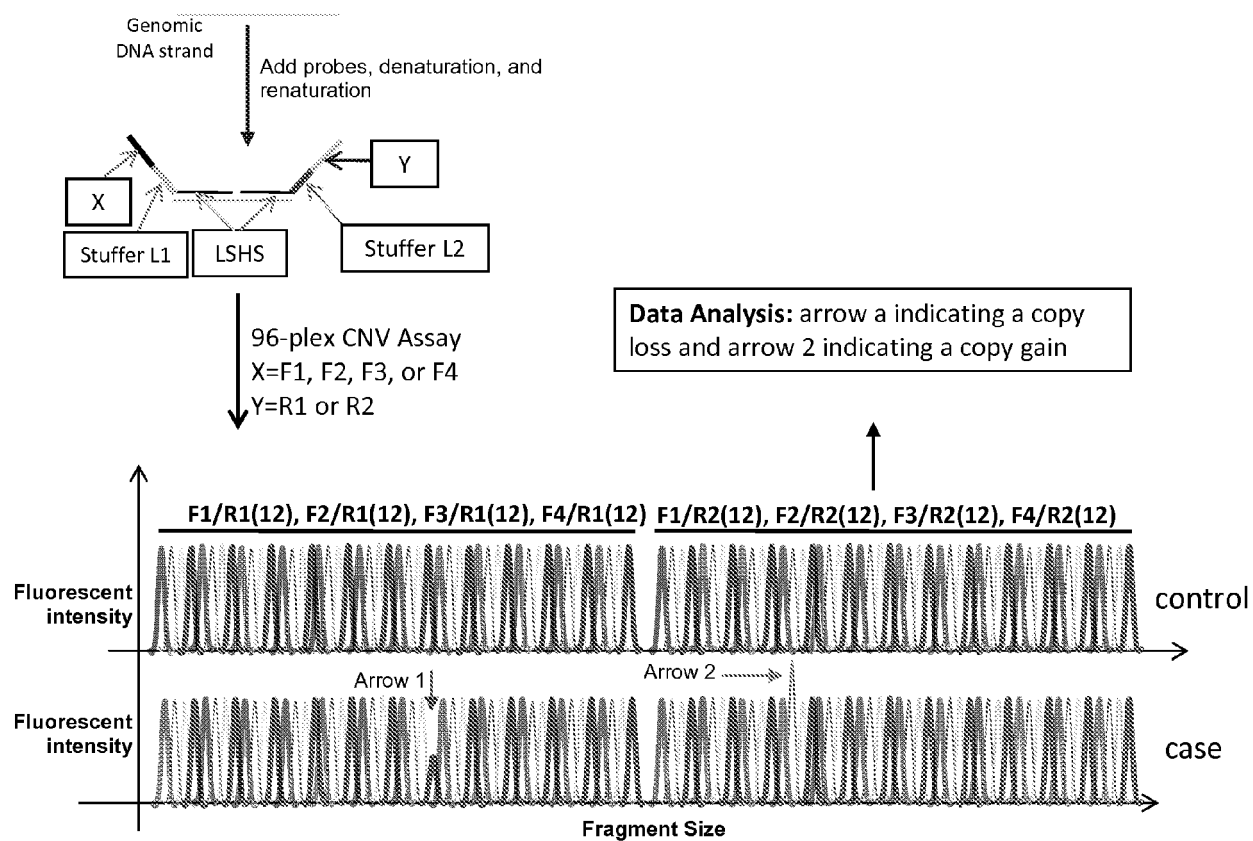 Genomic
DNA strand
Add probes, denaturation, and
renaturation
X
Y
Stuffer L1
LSHS
Stuffer L2
96-plex CNV Assay
X=F1, F2, F3, or F4
Y=R1 or R2
Data Analysis: arrow a indicating a copy
loss and arrow 2 indicating a copy gain
F1/R1(12), F2/R1(12), F3/R1(12), F4/R1(12)
F1/R2(12), F2/R2(12), F3/R2(12), F4/R2(12)
Fluorescent
intensity
control
Arrow 1
Arrow 2
Fluorescent
intensity
case
Fragment Size